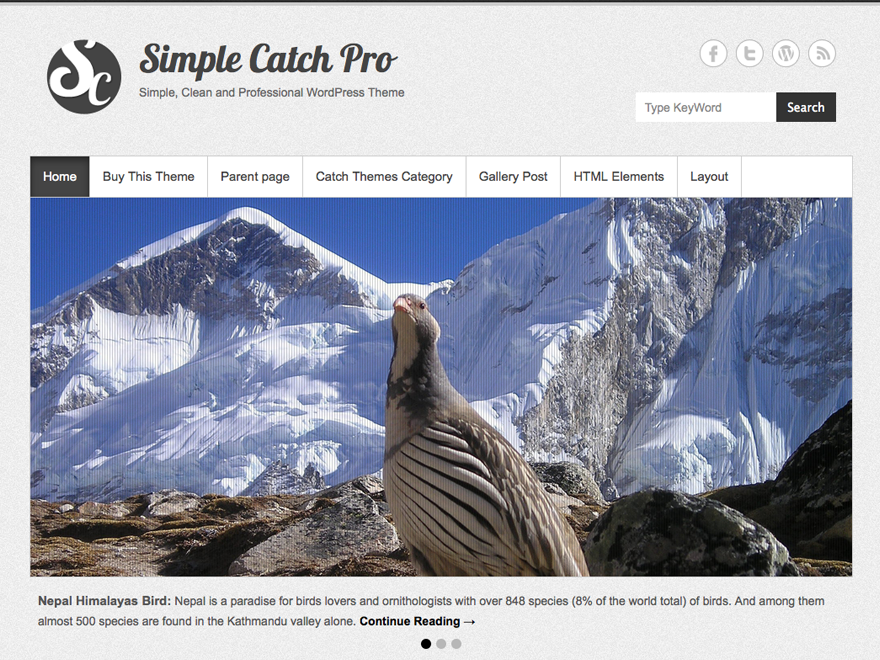 Sc
Simple Catch Pro
Simple, Clean and Professional WordPress Theme
Type KeyWord
Search
Home
Buy This Theme
Parent page
Catch Themes Category
Gallery Post
HTML Elements
Layout
Nepal Himalayas Bird: Nepal is a paradise for birds lovers and ornithologists with over 848 species (8% of the world total) of birds. And among them
almost 500 species are found in the Kathmandu valley alone. Continue Reading →